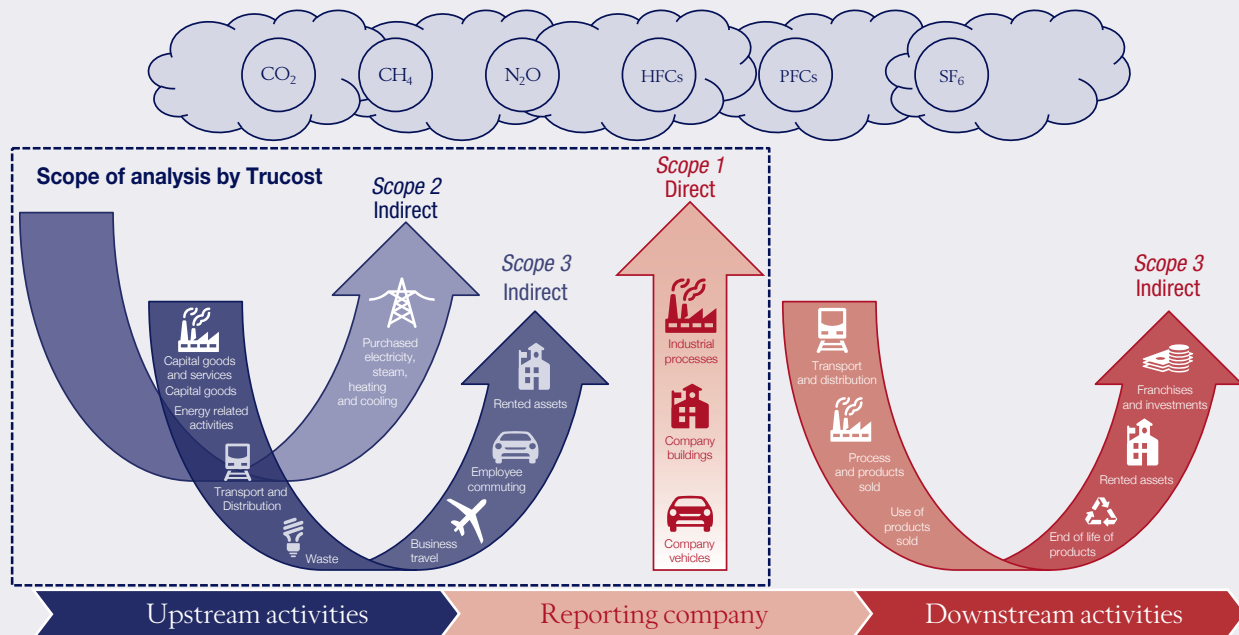 CO₂
CH₄
N₂O
HFCs
PFCs
SF₆
Scope of analysis by Trucost
Scope 2
Indirect
Purchased
electricity,
steam,
heating
and cooling
Scope 3
Indirect
Capital goods
and services
Capital goods
Energy related
activities
Transport and
Distribution
Waste
Business
travel
Employee
commuting
Rented assets
Scope 1
Direct
Industrial
processes
Company
buildings
Company
vehicles
Scope 3
Indirect
Transport
and distribution
Process
and products
sold
Use of
products
sold
End of life of
products
Rented assets
Franchises
and investments
Upstream activities
Reporting company
Downstream activities